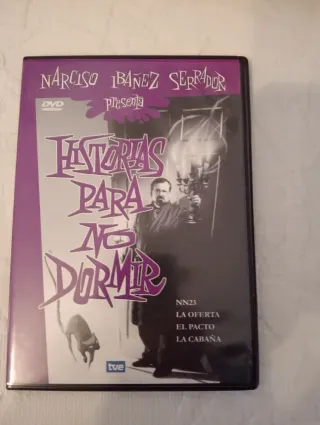 NARCISO IBAÑEZ SERRADOR
presenta
DVD
HISTORIAS
PARA
NO
DORMIR
NN23
LA OFERTA
EL PACTO
LA CABAÑA
tve